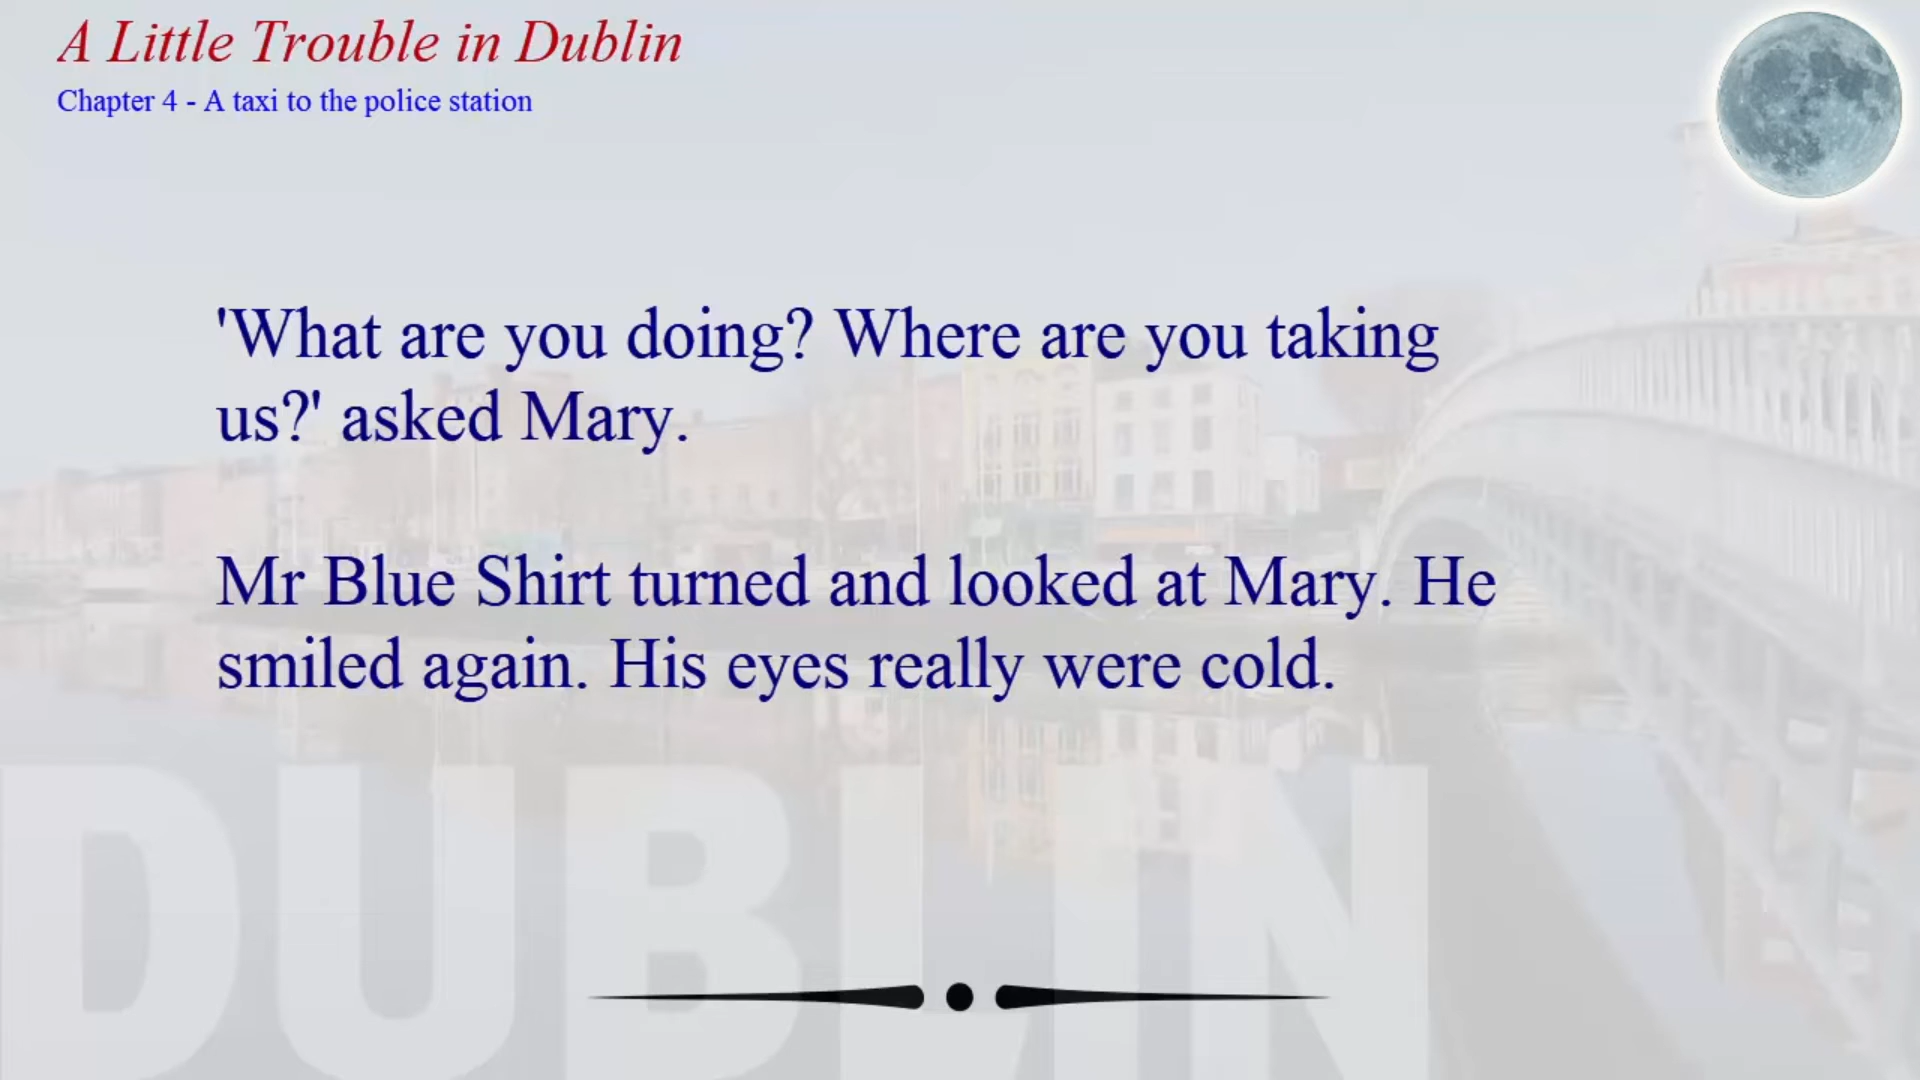 A Little Trouble in Dublin
Chapter 4 - A taxi to the police station
'What are you doing? Where are you taking
us?' asked Mary.
Mr Blue Shirt turned and looked at Mary. He
smiled again. His eyes really were cold.
DUBLIN